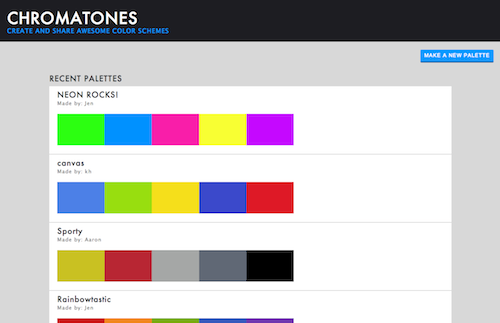 CHROMATONES
CREATE AND SHARE AWESOME COLOR SCHEMES
MAKE A NEW PALETTE
RECENT PALETTES
NEON ROCKS!
Made by: Jen
canvas
Made by: kh
Sporty
Made by: Aaron
Rainbowtastic
Made by: Jen